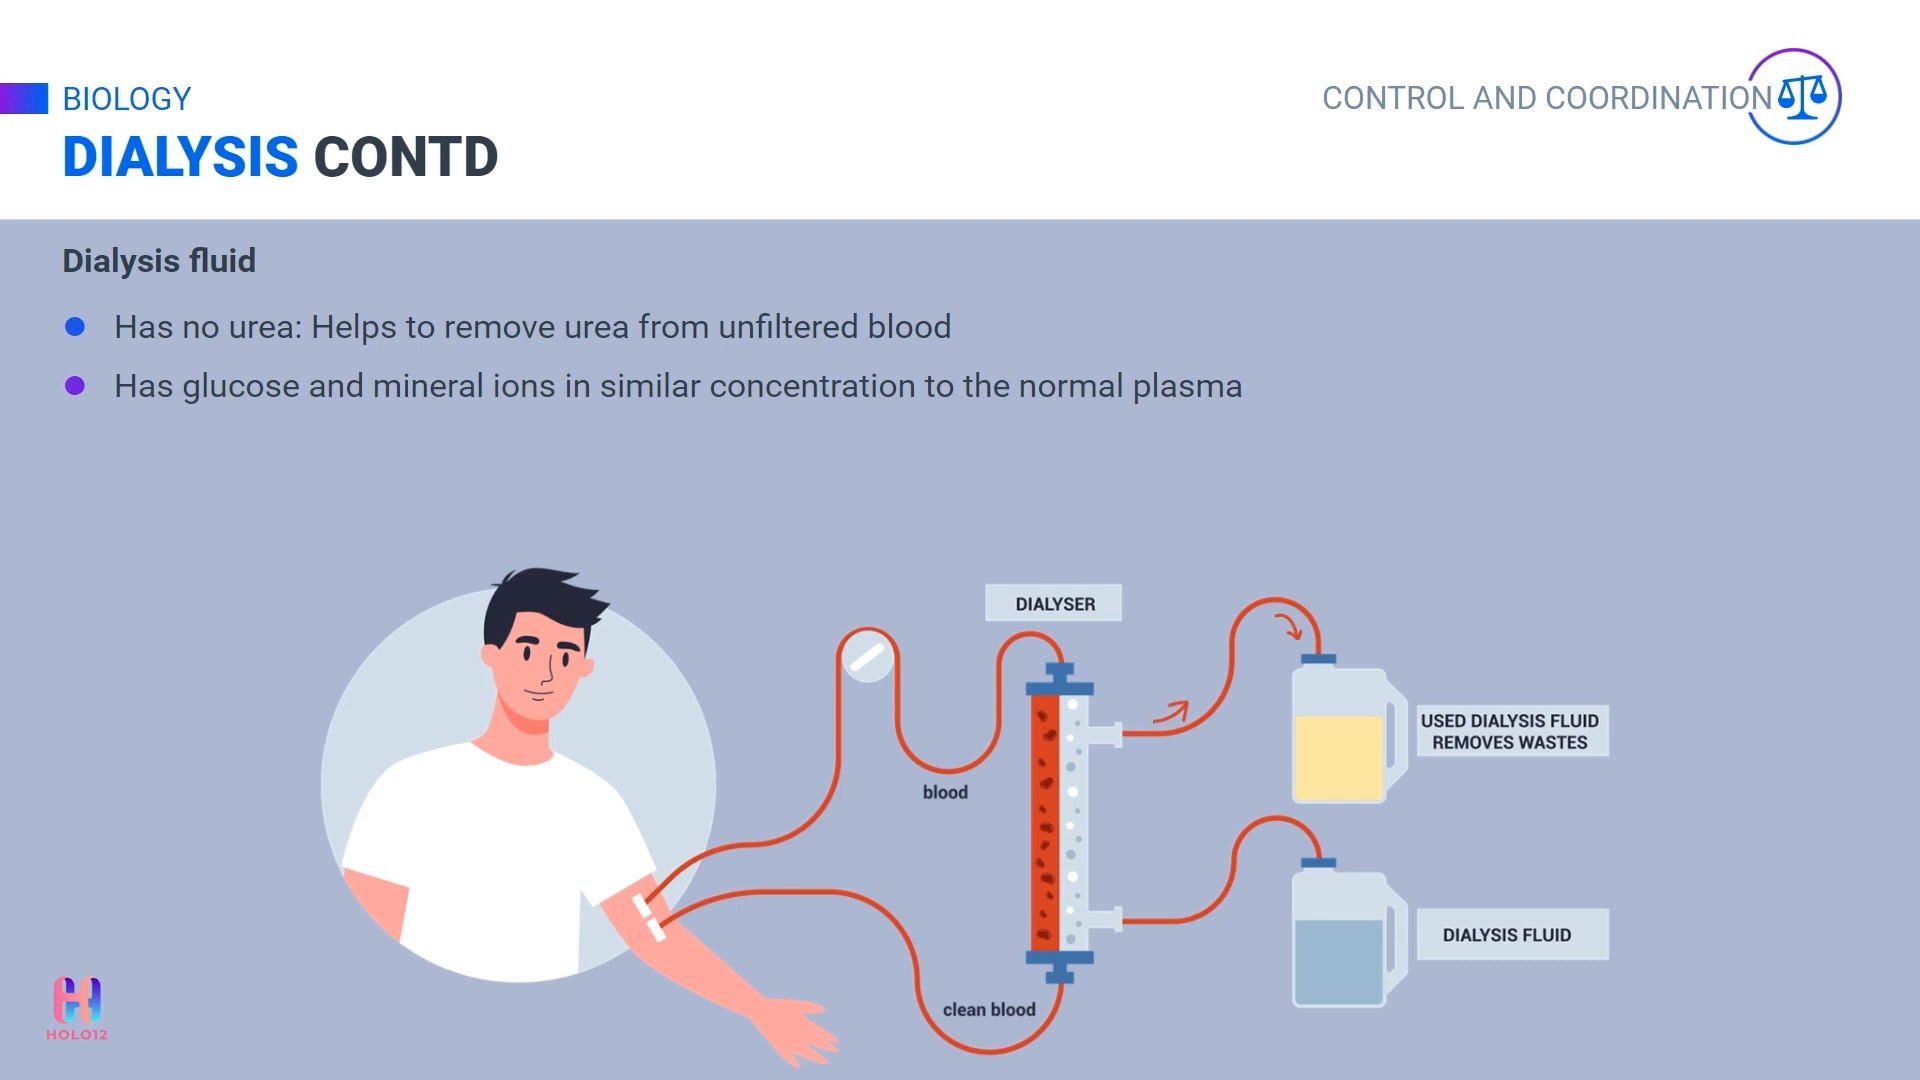 BIOLOGY
CONTROL AND COORDINATION
DIALYSIS CONTD
Dialysis fluid
Has no urea: Helps to remove urea from unfiltered blood
Has glucose and mineral ions in similar concentration to the normal plasma
DIALYSER
blood
USED DIALYSIS FLUID
REMOVES WASTES
DIALYSIS FLUID
clean blood
HOLO12